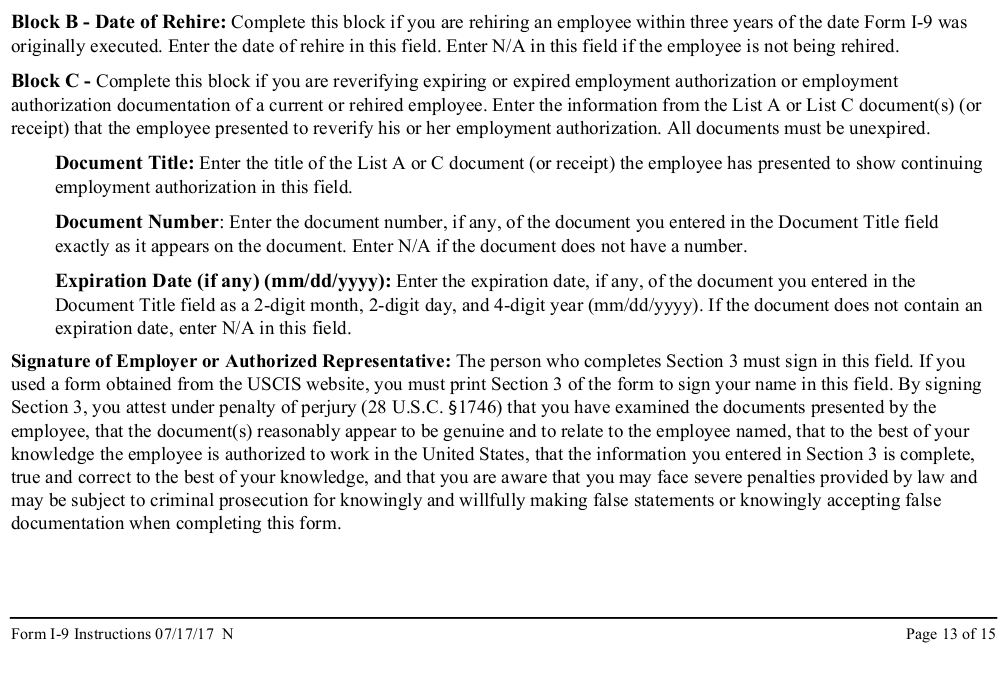 Block B - Date of Rehire: Complete this block if you are rehiring an employee within three years of the date Form I-9 was
originally executed. Enter the date of rehire in this field. Enter N/A in this field if the employee is not being rehired.
Block C - Complete this block if you are reverifying expiring or expired employment authorization or employment
authorization documentation of a current or rehired employee. Enter the information from the List A or List C document(s) (or
receipt) that the employee presented to reverify his or her employment authorization. All documents must be unexpired.
Document Title: Enter the title of the List A or C document (or receipt) the employee has presented to show continuing
employment authorization in this field.
Document Number: Enter the document number, if any, of the document you entered in the Document Title field
exactly as it appears on the document. Enter N/A if the document does not have a number.
Expiration Date (if any) (mm/dd/yyyy): Enter the expiration date, if any, of the document you entered in the
Document Title field as a 2-digit month, 2-digit day, and 4-digit year (mm/dd/yyyy). If the document does not contain an
expiration date, enter N/A in this field.
Signature of Employer or Authorized Representative: The person who completes Section 3 must sign in this field. If you
used a form obtained from the USCIS website, you must print Section 3 of the form to sign your name in this field. By signing
Section 3, you attest under penalty of perjury (28 U.S.C. §1746) that you have examined the documents presented by the
employee, that the document(s) reasonably appear to be genuine and to relate to the employee named, that to the best of your
knowledge the employee is authorized to work in the United States, that the information you entered in Section 3 is complete,
true and correct to the best of your knowledge, and that you are aware that you may face severe penalties provided by law and
may be subject to criminal prosecution for knowingly and willfully making false statements or knowingly accepting false
documentation when completing this form.
Form I-9 Instructions 07/17/17 N
Page 13 of 15